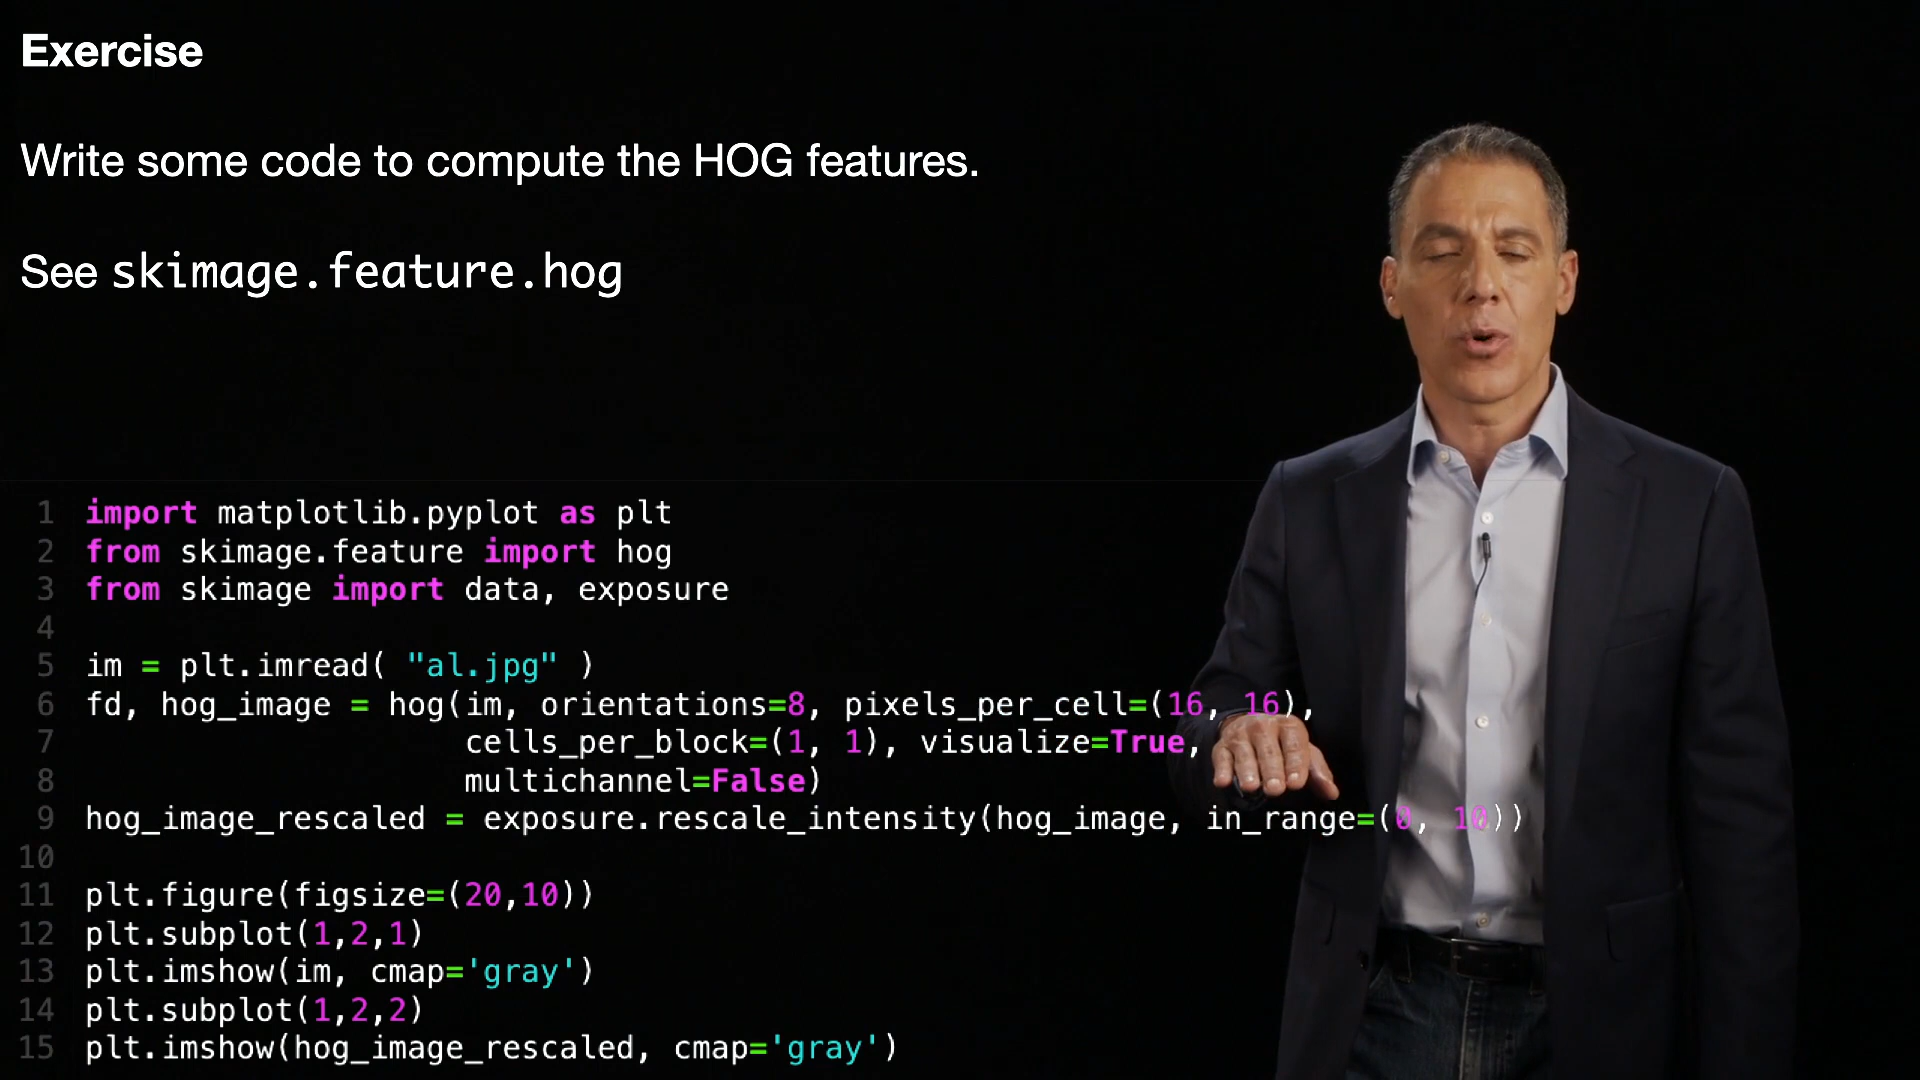 Exercise
Write some code to compute the HOG features.
See skimage.feature.hog
1 import matplotlib.pyplot as plt
2 from skimage.feature import hog
3 from skimage import data, exposure
4
5 im = plt.imread( "al.jpg" )
6 fd, hog_image = hog(im, orientations=8, pixels_per_cell=(16, 16),
7 cells_per_block=(1, 1), visualize=True,
8 multichannel=False)
9 hog_image_rescaled = exposure.rescale_intensity(hog_image, in_range=(0, 10))
10
11 plt.figure(figsize=(20,10))
12 plt.subplot(1,2,1)
13 plt.imshow(im, cmap='gray')
14 plt.subplot(1,2,2)
15 plt.imshow(hog_image_rescaled, cmap='gray')